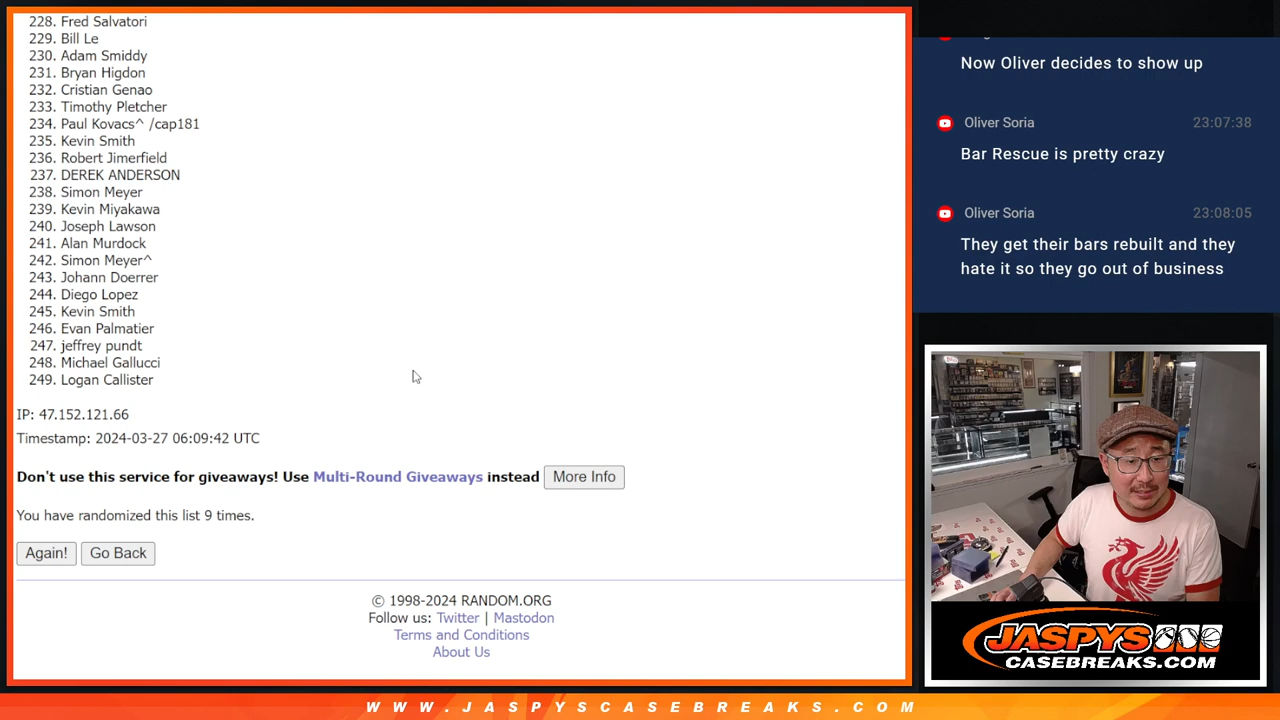 228. Fred Salvatori
229. Bill Le
230. Adam Smiddy
231. Bryan Higdon
232. Cristian Genao
233. Timothy Pletcher
234. Paul Kovacs^ /cap181
235. Kevin Smith
236. Robert Jimerfield
237. DEREK ANDERSON
238. Simon Meyer
239. Kevin Miyakawa
240. Joseph Lawson
241. Alan Murdock
242. Simon Meyer^
243. Johann Doerrer
244. Diego Lopez
245. Kevin Smith
246. Evan Palmatier
247. jeffrey pundt
248. Michael Gallucci
249. Logan Callister
IP: 47.152.121.66
Timestamp: 2024-03-27 06:09:42 UTC
Don't use this service for giveaways! Use Multi-Round Giveaways instead More Info
You have randomized this list 9 times.
Again! Go Back
© 1998-2024 RANDOM.ORG
Follow us: Twitter | Mastodon
Terms and Conditions
About Us
Now Oliver decides to show up
Oliver Soria 23:07:38
Bar Rescue is pretty crazy
Oliver Soria 23:08:05
They get their bars rebuilt and they
hate it so they go out of business
JASPYS
CASEBREAKS.COM
WWW.JASPYSCASEBREAKS.COM